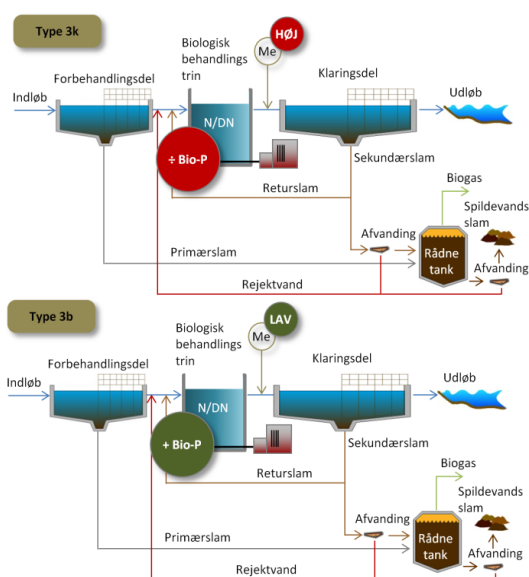 Type 3k
Biologisk
behandlings
trin
Me
HØJ
Forbehandlingsdel
Klaringsdel
Indløb
Udløb
N/DN
÷ Bio-P
Sekundærslam
Returslam
Biogas
Spildevands
slam
Afvanding
Primærslam
Rådne
tank
Afvanding
Rejektvand
Type 3b
Biologisk
behandlings
trin
Me
LAV
Forbehandlingsdel
Klaringsdel
Indløb
Udløb
N/DN
+ Bio-P
Sekundærslam
Returslam
Biogas
Spildevands
slam
Afvanding
Primærslam
Rådne
tank
Afvanding
Rejektvand